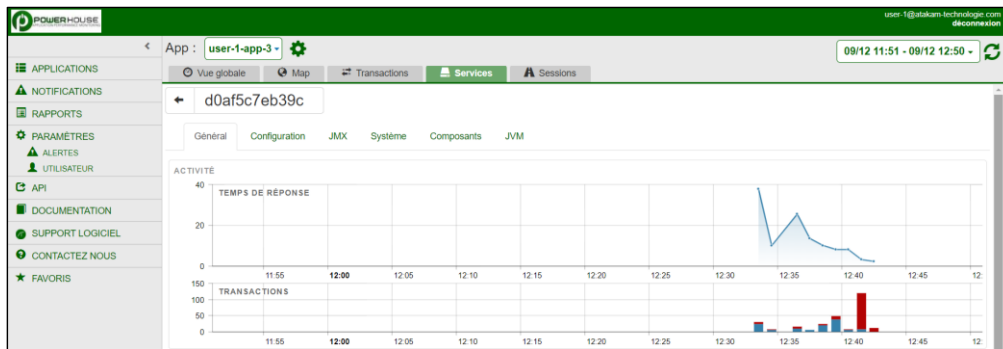 POWERHOUSE
user-1@atakam-technologie.com
déconnexion
App : user-1-app-3
09/12 11:51 - 09/12 12:50
APPLICATIONS
NOTIFICATIONS
RAPPORTS
PARAMÈTRES
ALERTES
UTILISATEUR
API
DOCUMENTATION
SUPPORT LOGICIEL
CONTACTEZ NOUS
FAVORIS
Vue globale Map Transactions Services Sessions
d0af5c7eb39c
Général Configuration JMX Système Composants JVM
ACTIVITÉ
TEMPS DE RÉPONSE
40
20
0
11:55 12:00 12:05 12:10 12:15 12:20 12:25 12:30 12:35 12:40 12:45 12:
TRANSACTIONS
150
100
50
0
11:55 12:00 12:05 12:10 12:15 12:20 12:25 12:30 12:35 12:40 12:45 12: